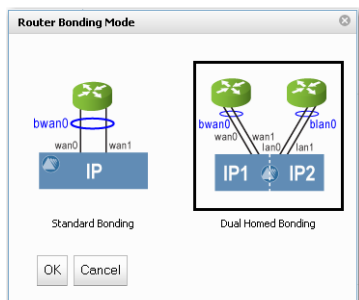 Router Bonding Mode
bwan0
wan0
wan1
IP
Standard Bonding
bwan0
blan0
wan0
wan1
lan0
lan1
IP1
IP2
Dual Homed Bonding
OK
Cancel